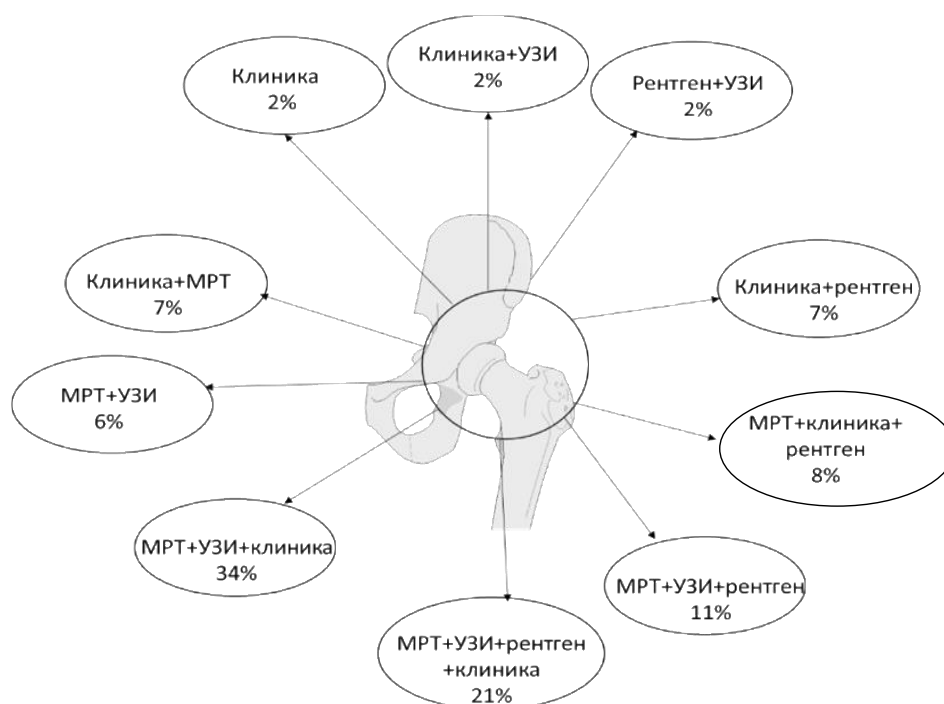 Клиника
2%
Клиника+УЗИ
2%
Рентген+УЗИ
2%
Клиника+МРТ
7%
Клиника+рентген
7%
МРТ+УЗИ
6%
МРТ+клиника+
рентген
8%
МРТ+УЗИ+клиника
34%
МРТ+УЗИ+рентген
11%
МРТ+УЗИ+рентген
+клиника
21%